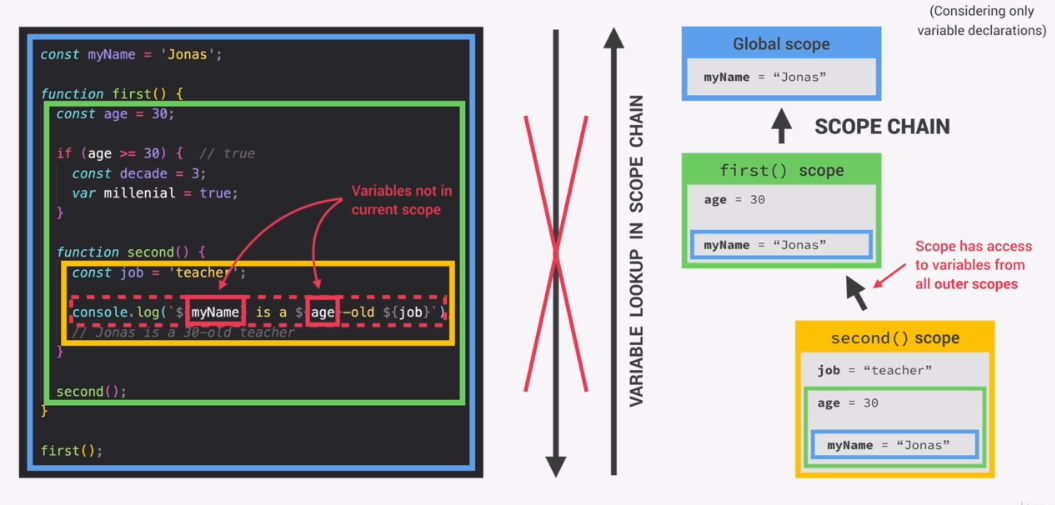 const myName = 'Jonas';
function first() {
const age = 30;
if (age >= 30) { // true
const decade = 3;
var millenial = true;
}
function second() {
const job = 'teacher';
console.log(`${myName} is a ${age}-old ${job}`)
// Jonas is a 30-old teacher
}
second();
}
first();
Variables not in
current scope
VARIABLE LOOKUP IN SCOPE CHAIN
(Considering only
variable declarations)
Global scope
myName = “Jonas”
SCOPE CHAIN
first() scope
age = 30
myName = “Jonas”
Scope has access
to variables from
all outer scopes
second() scope
job = “teacher”
age = 30
myName = “Jonas”